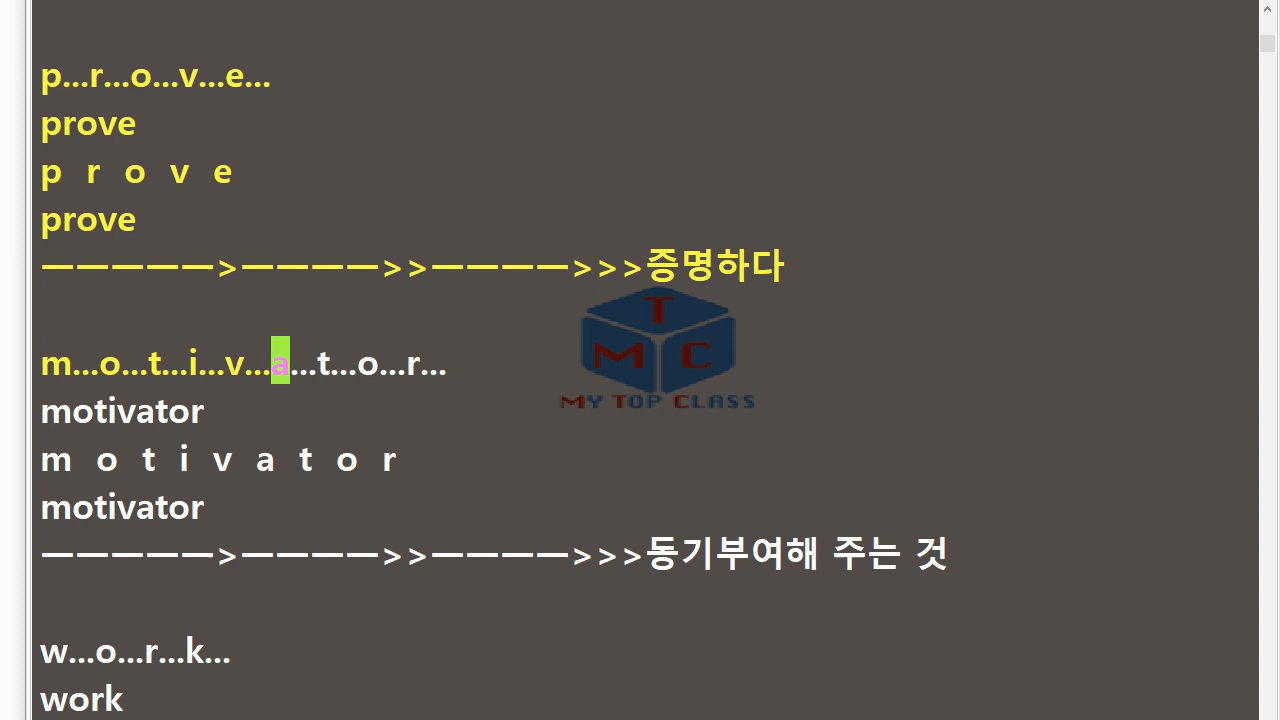 p...r...o...v...e...
prove
p r o v e
prove
—————>————>>————>>>증명하다
T
M C
MY TOP CLASS
m...o...t...i...v...a...t...o...r...
motivator
m o t i v a t o r
motivator
—————>————>>————>>>동기부여해 주는 것
w...o...r...k...
work